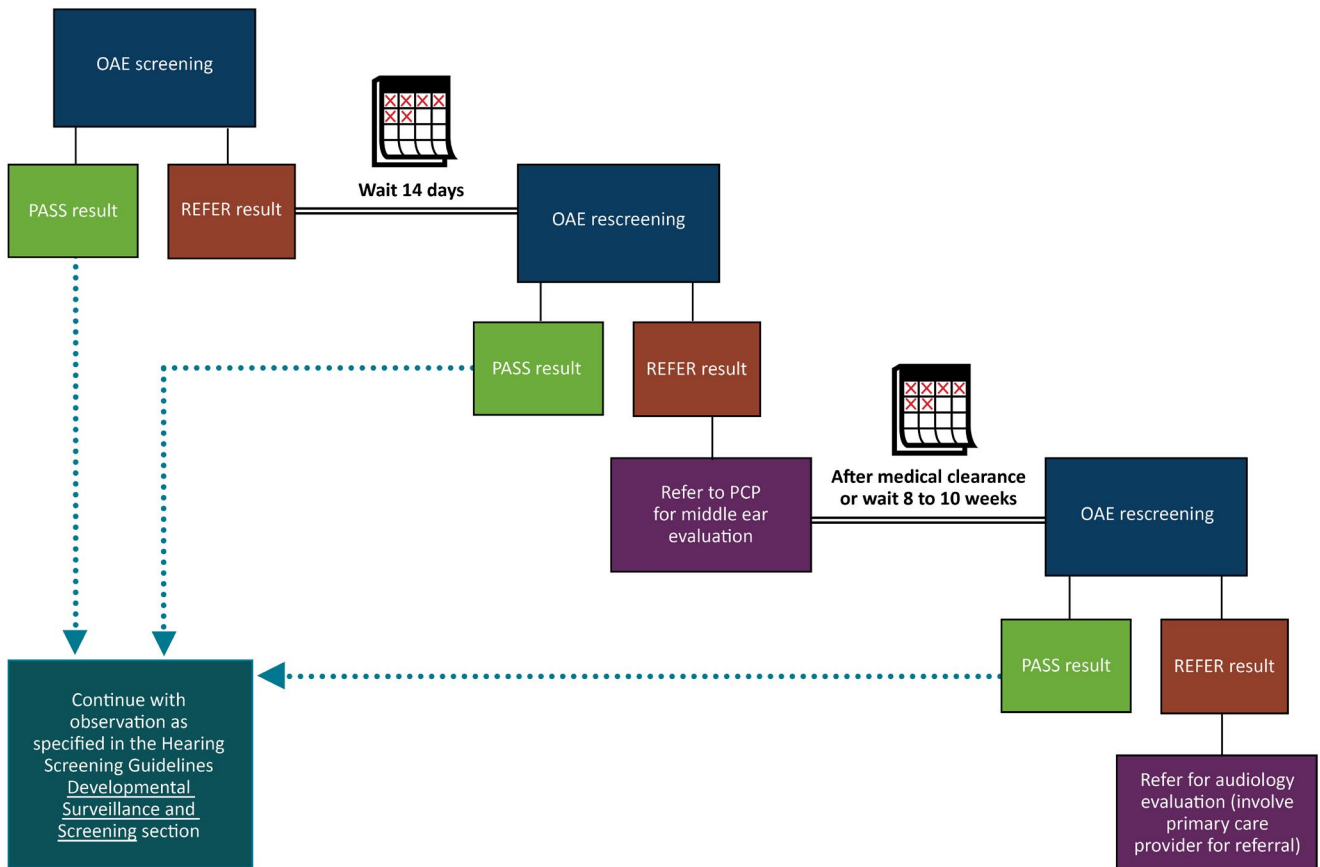 OAE screening
PASS result
REFER result
Wait 14 days
OAE rescreening
PASS result
REFER result
Refer to PCP
for middle ear
evaluation
After medical clearance
or wait 8 to 10 weeks
OAE rescreening
PASS result
REFER result
Continue with
observation as
specified in the Hearing
Screening Guidelines
Developmental
Surveillance and
Screening section
Refer for audiology
evaluation (involve
primary care
provider for referral)